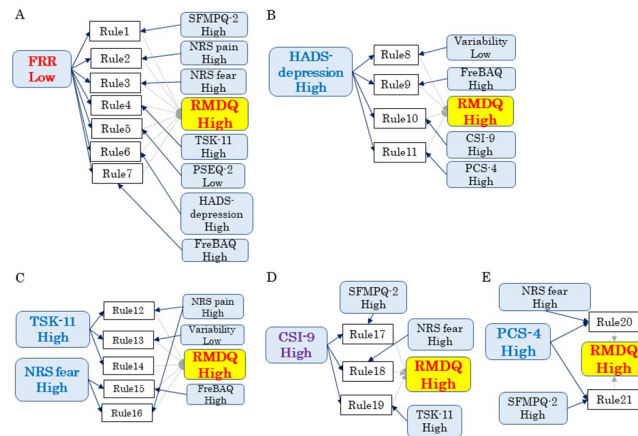 A
FRR
Low
Rule1
Rule2
Rule3
Rule4
Rule5
Rule6
Rule7
SFMPQ-2
High
NRS pain
High
NRS fear
High
RMDQ
High
TSK-11
High
PSEQ-2
Low
HADS-
depression
High
FreBAQ
High
B
HADS-
depression
High
Rule8
Rule9
Rule10
Rule11
Variability
Low
FreBAQ
High
RMDQ
High
CSI-9
High
PCS-4
High
C
TSK-11
High
NRS fear
High
Rule12
Rule13
Rule14
Rule15
Rule16
NRS pain
High
Variability
Low
RMDQ
High
FreBAQ
High
D
SFMPQ-2
High
CSI-9
High
Rule17
Rule18
Rule19
NRS fear
High
RMDQ
High
TSK-11
High
E
NRS fear
High
PCS-4
High
SFMPQ-2
High
Rule20
RMDQ
High
Rule21